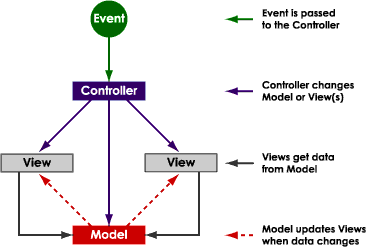 Event
Event is passed
to the Controller
Controller
Controller changes
Model or View(s)
View
View
Views get data
from Model
Model
Model updates Views
when data changes